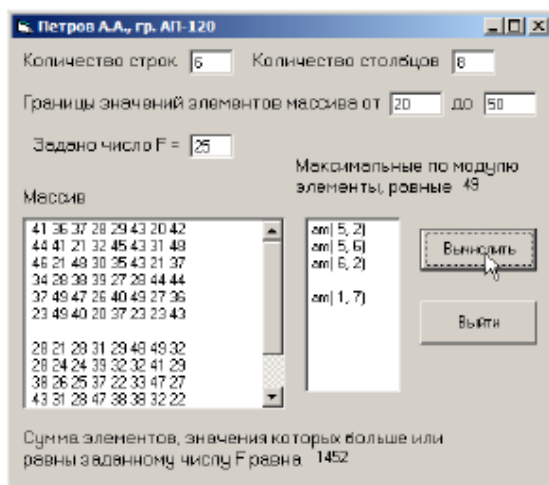 Петров А.А., гр. АП-120
Количество строк 6 Количество столбцов 8
Границы значений элементов массива от 20 до 50
Задано число F = 25
Максимальные по модулю
элементы, равные 49
Массив
41 36 37 28 29 43 20 42
44 41 21 32 45 43 31 48
46 21 48 30 35 43 21 37
34 28 38 39 27 28 44 44
37 49 47 26 40 49 27 36
23 49 40 20 37 23 23 43
28 21 28 31 29 48 49 32
28 24 24 39 32 32 41 29
38 26 25 37 22 33 47 27
43 31 28 47 38 38 32 22
am( 5, 2)
am( 5, 6)
am( 6, 2)
am( 1, 7)
Вычислить
Выйти
Сумма элементов, значения которых больше или
равны заданному числу F равна 1452